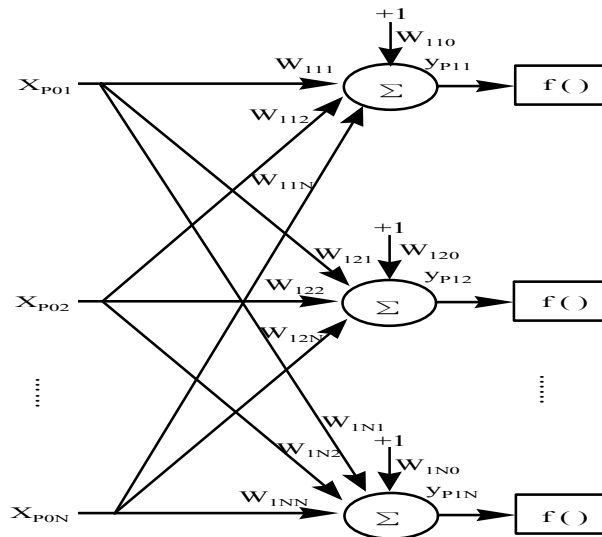 +1
W110
XP01
W111
yP11
Σ
f ( )
W112
W11N
+1
W121
W120
XP02
W122
yP12
Σ
f ( )
W12N
......
......
W1N1
+1
W1N2
W1N0
XP0N
W1NN
yP1N
Σ
f ( )